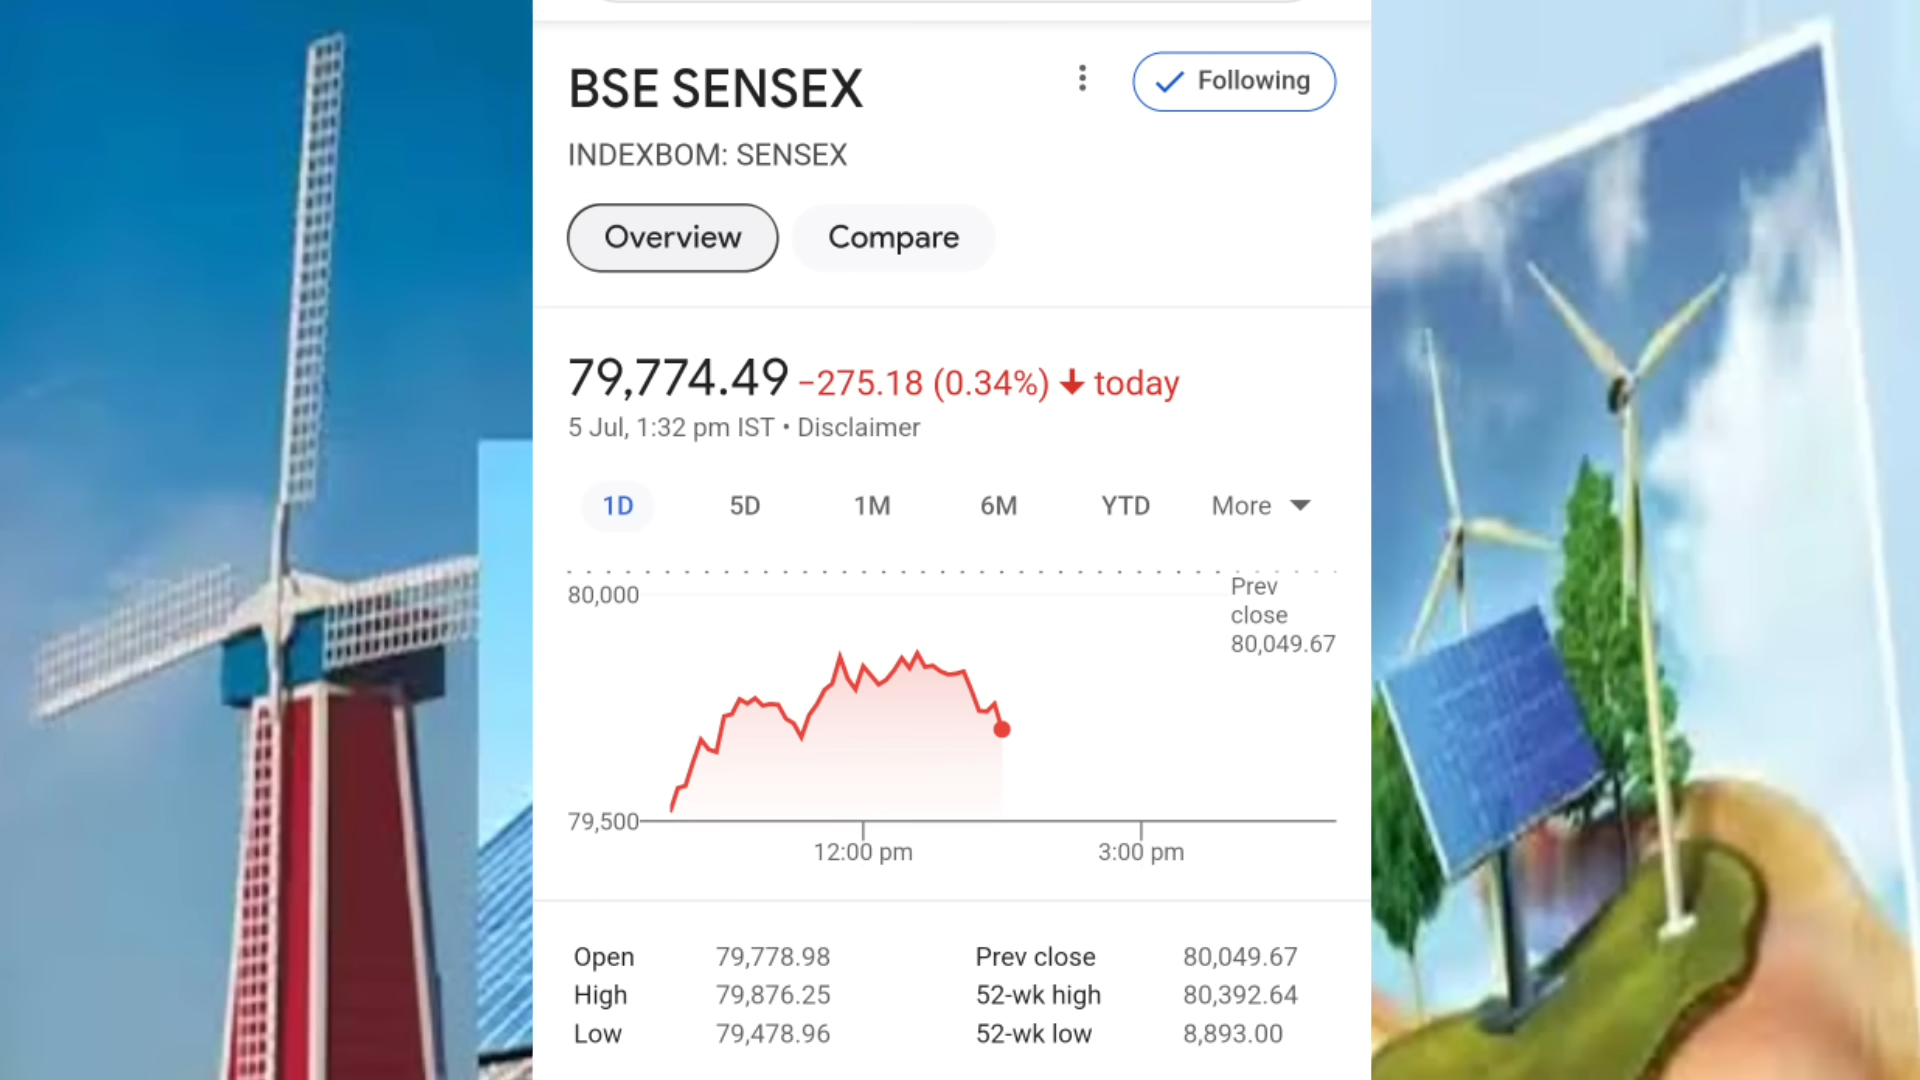 BSE SENSEX
Following
INDEXBOM: SENSEX
Overview
Compare
79,774.49 −275.18 (0.34%) ↓ today
5 Jul, 1:32 pm IST • Disclaimer
1D 5D 1M 6M YTD More
80,000
Prev
close
80,049.67
79,500
12:00 pm 3:00 pm
Open 79,778.98 Prev close 80,049.67
High 79,876.25 52-wk high 80,392.64
Low 79,478.96 52-wk low 8,893.00